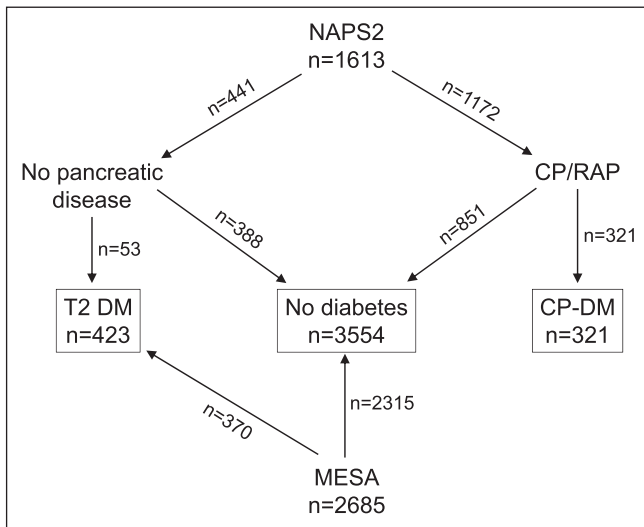 NAPS2
n=1613
n=441
n=1172
No pancreatic
disease
CP/RAP
n=53
n=388
n=851
n=321
T2 DM
n=423
No diabetes
n=3554
CP-DM
n=321
n=370
n=2315
MESA
n=2685